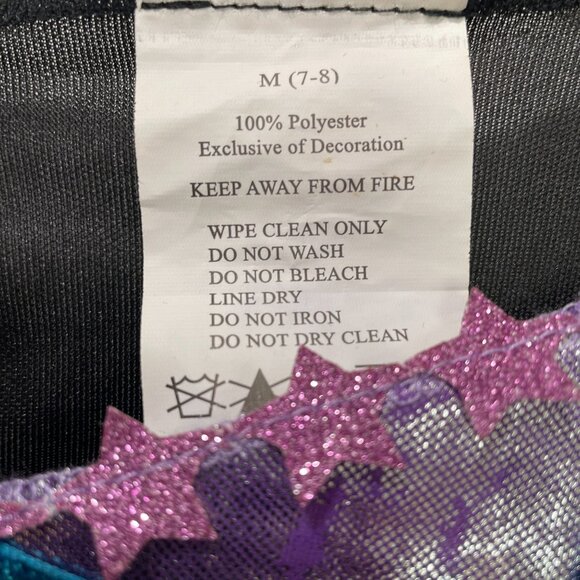 M (7-8)
100% Polyester
Exclusive of Decoration
KEEP AWAY FROM FIRE
WIPE CLEAN ONLY
DO NOT WASH
DO NOT BLEACH
LINE DRY
DO NOT IRON
DO NOT DRY CLEAN